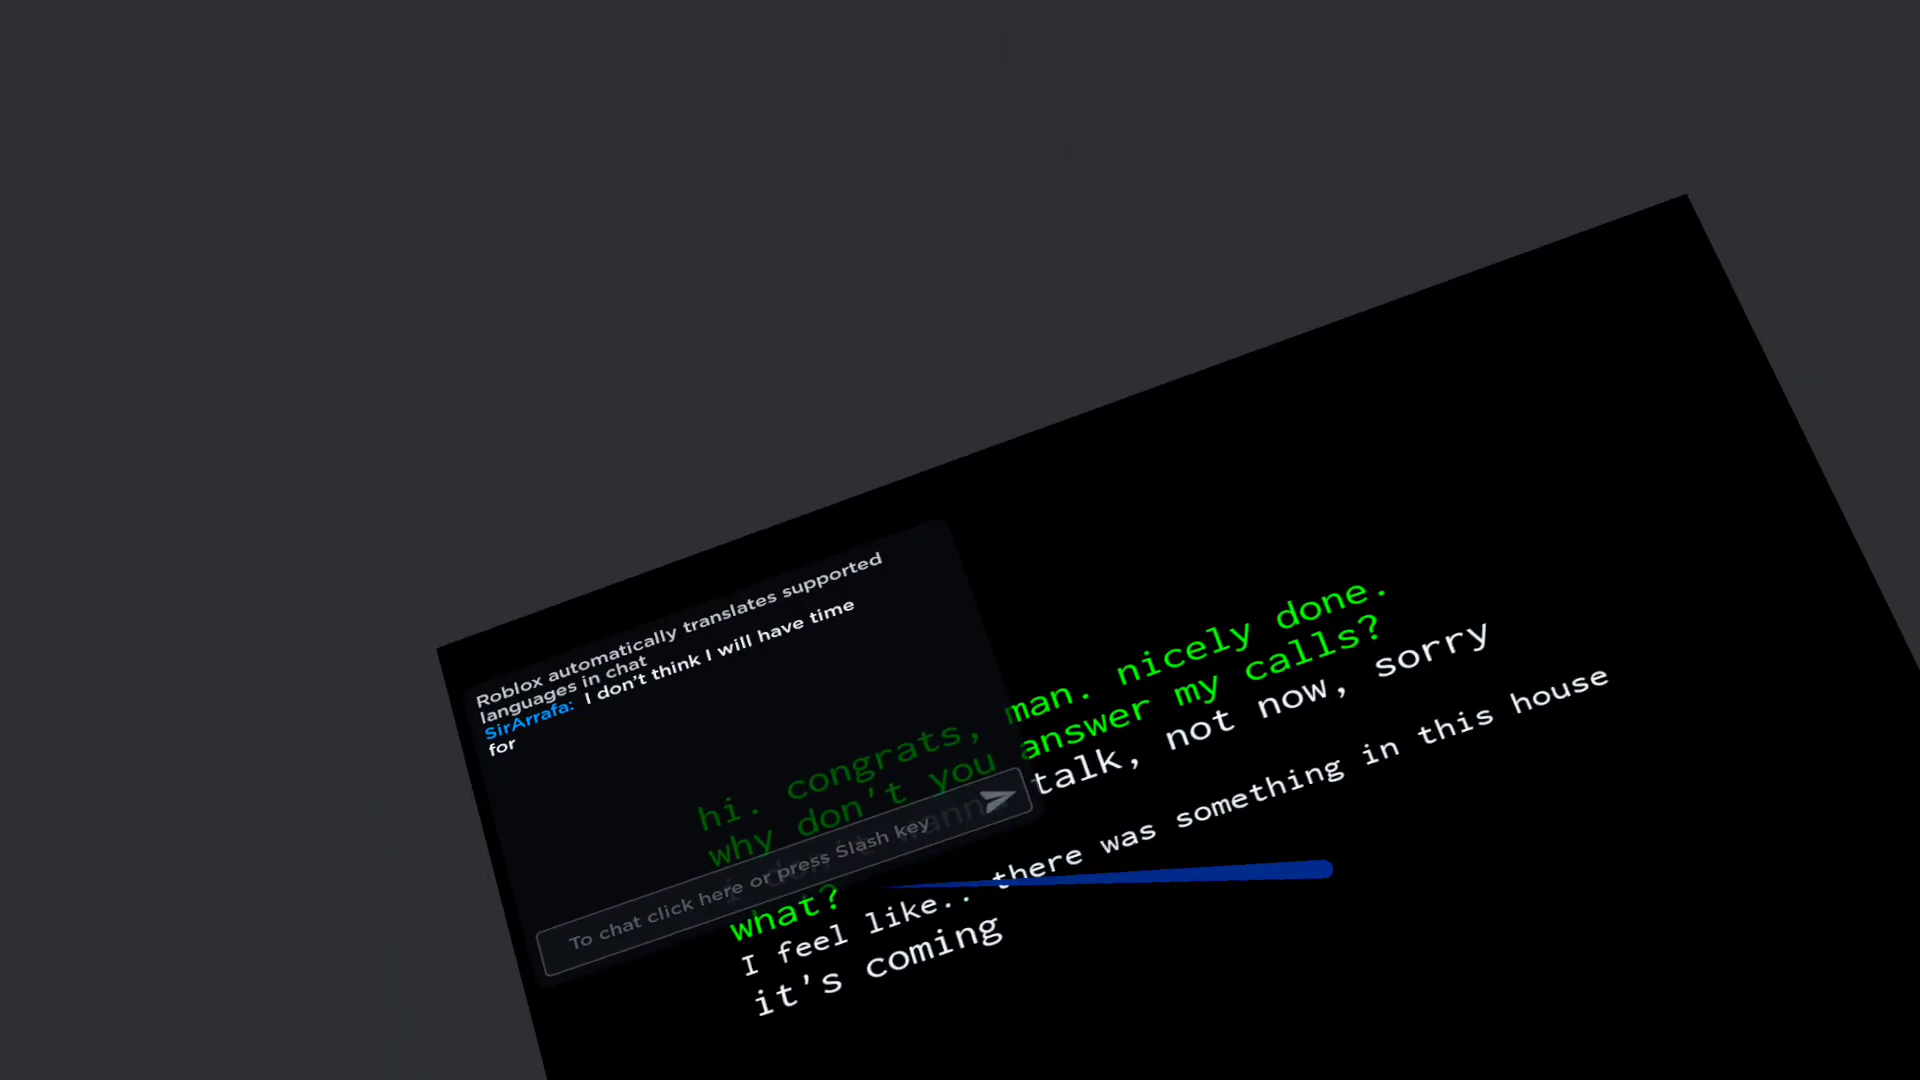 Roblox automatically translates supported
languages in chat
SirArrafa: I don't think I will have time
for
hi. congrats, man. nicely done.
why don't you answer my calls?
i don't wanna talk, not now, sorry
To chat click here or press Slash key
what?
I feel like.. there was something in this house
it's coming